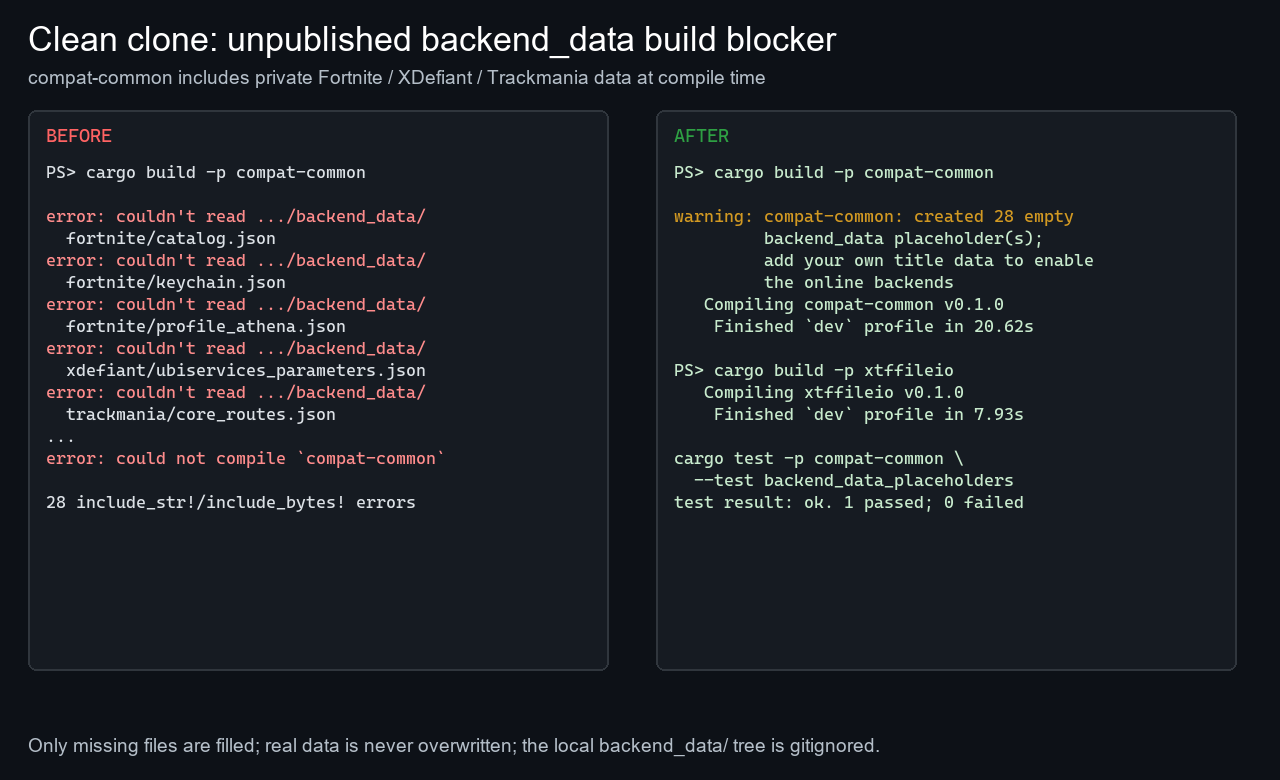 Clean clone: unpublished backend_data build blocker
compat-common includes private Fortnite / XDefiant / Trackmania data at compile time
BEFORE
PS> cargo build -p compat-common
error: couldn't read .../backend_data/
fortnite/catalog.json
error: couldn't read .../backend_data/
fortnite/keychain.json
error: couldn't read .../backend_data/
fortnite/profile_athena.json
error: couldn't read .../backend_data/
xdefiant/ubiservices_parameters.json
error: couldn't read .../backend_data/
trackmania/core_routes.json
...
error: could not compile `compat-common`
28 include_str!/include_bytes! errors
AFTER
PS> cargo build -p compat-common
warning: compat-common: created 28 empty
backend_data placeholder(s);
add your own title data to enable
the online backends
Compiling compat-common v0.1.0
Finished `dev` profile in 20.62s
PS> cargo build -p xtffileio
Compiling xtffileio v0.1.0
Finished `dev` profile in 7.93s
cargo test -p compat-common \
--test backend_data_placeholders
test result: ok. 1 passed; 0 failed
Only missing files are filled; real data is never overwritten; the local backend_data/ tree is gitignored.